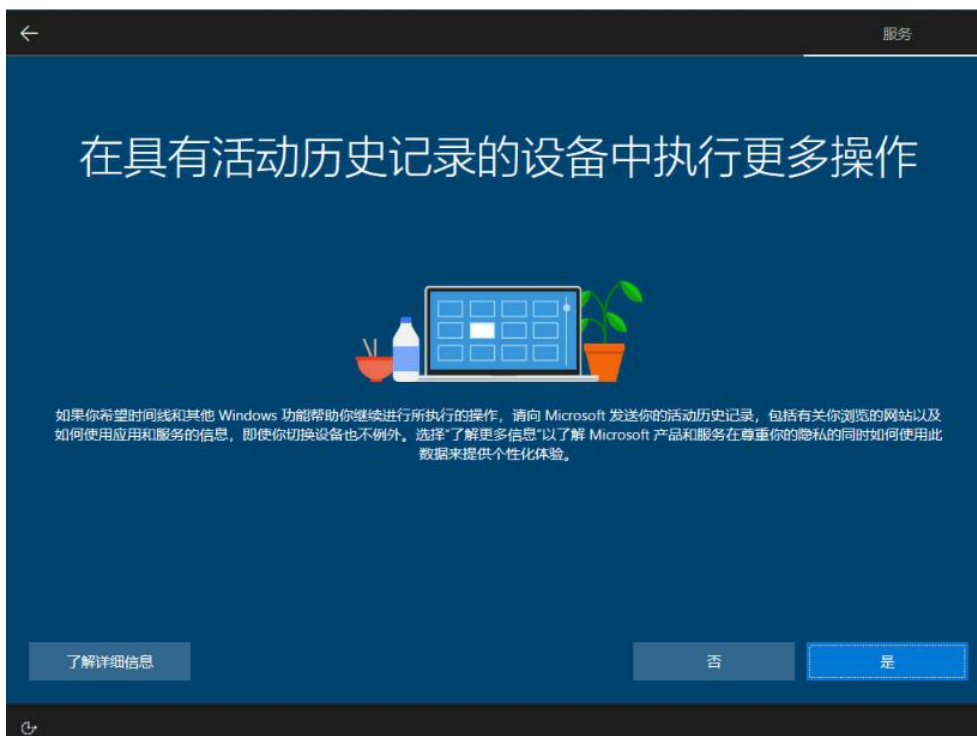 服务
在具有活动历史记录的设备中执行更多操作
如果你希望时间线和其他 Windows 功能帮助你继续进行所执行的操作，请向 Microsoft 发送你的活动历史记录，包括有关你浏览的网站以及
如何使用应用和服务的信息，即使你切换设备也不例外。选择"了解更多信息"以了解 Microsoft 产品和服务在尊重你的隐私的同时如何使用此
数据来提供个性化体验。
了解详细信息
否
是